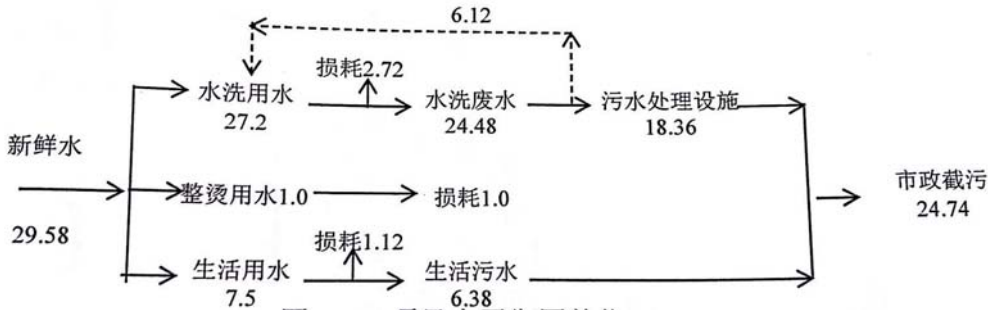 6.12
损耗2.72
水洗用水
27.2
水洗废水
24.48
污水处理设施
18.36
新鲜水
29.58
整烫用水1.0
损耗1.0
市政截污
24.74
损耗1.12
生活用水
7.5
生活污水
6.38